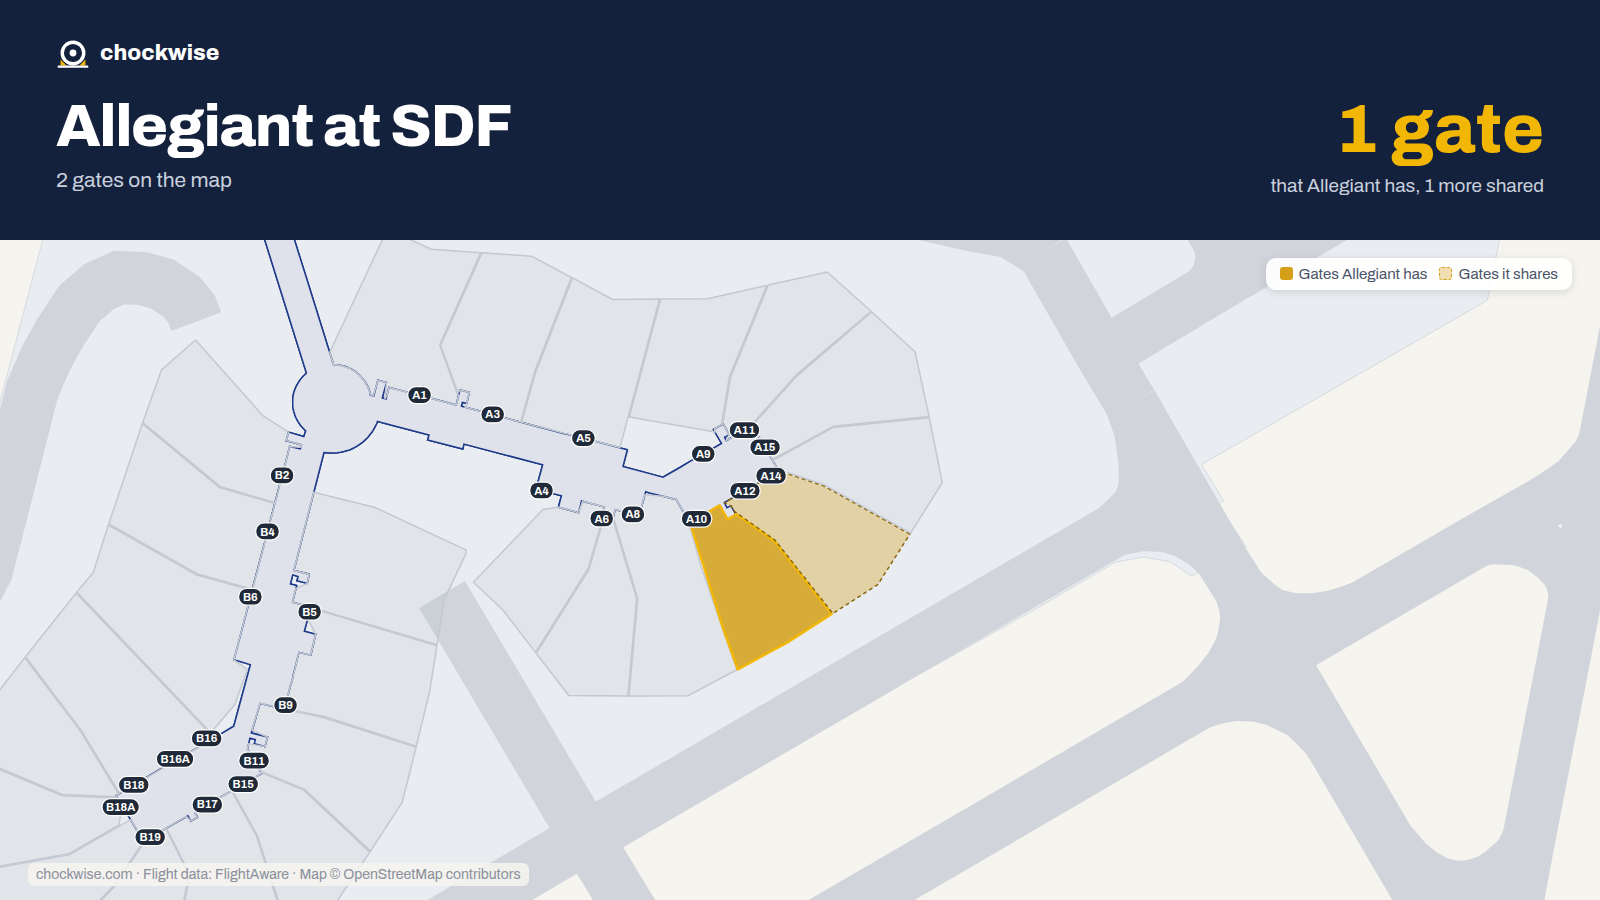 chockwise
Allegiant at SDF
2 gates on the map
1 gate
that Allegiant has, 1 more shared
Gates Allegiant has
Gates it shares
A1
A3
A5
A11
A15
A9
A14
A12
A4
A6
A8
A10
B2
B4
B6
B5
B9
B16
B16A
B11
B18
B15
B18A
B17
B19
chockwise.com · Flight data: FlightAware · Map © OpenStreetMap contributors